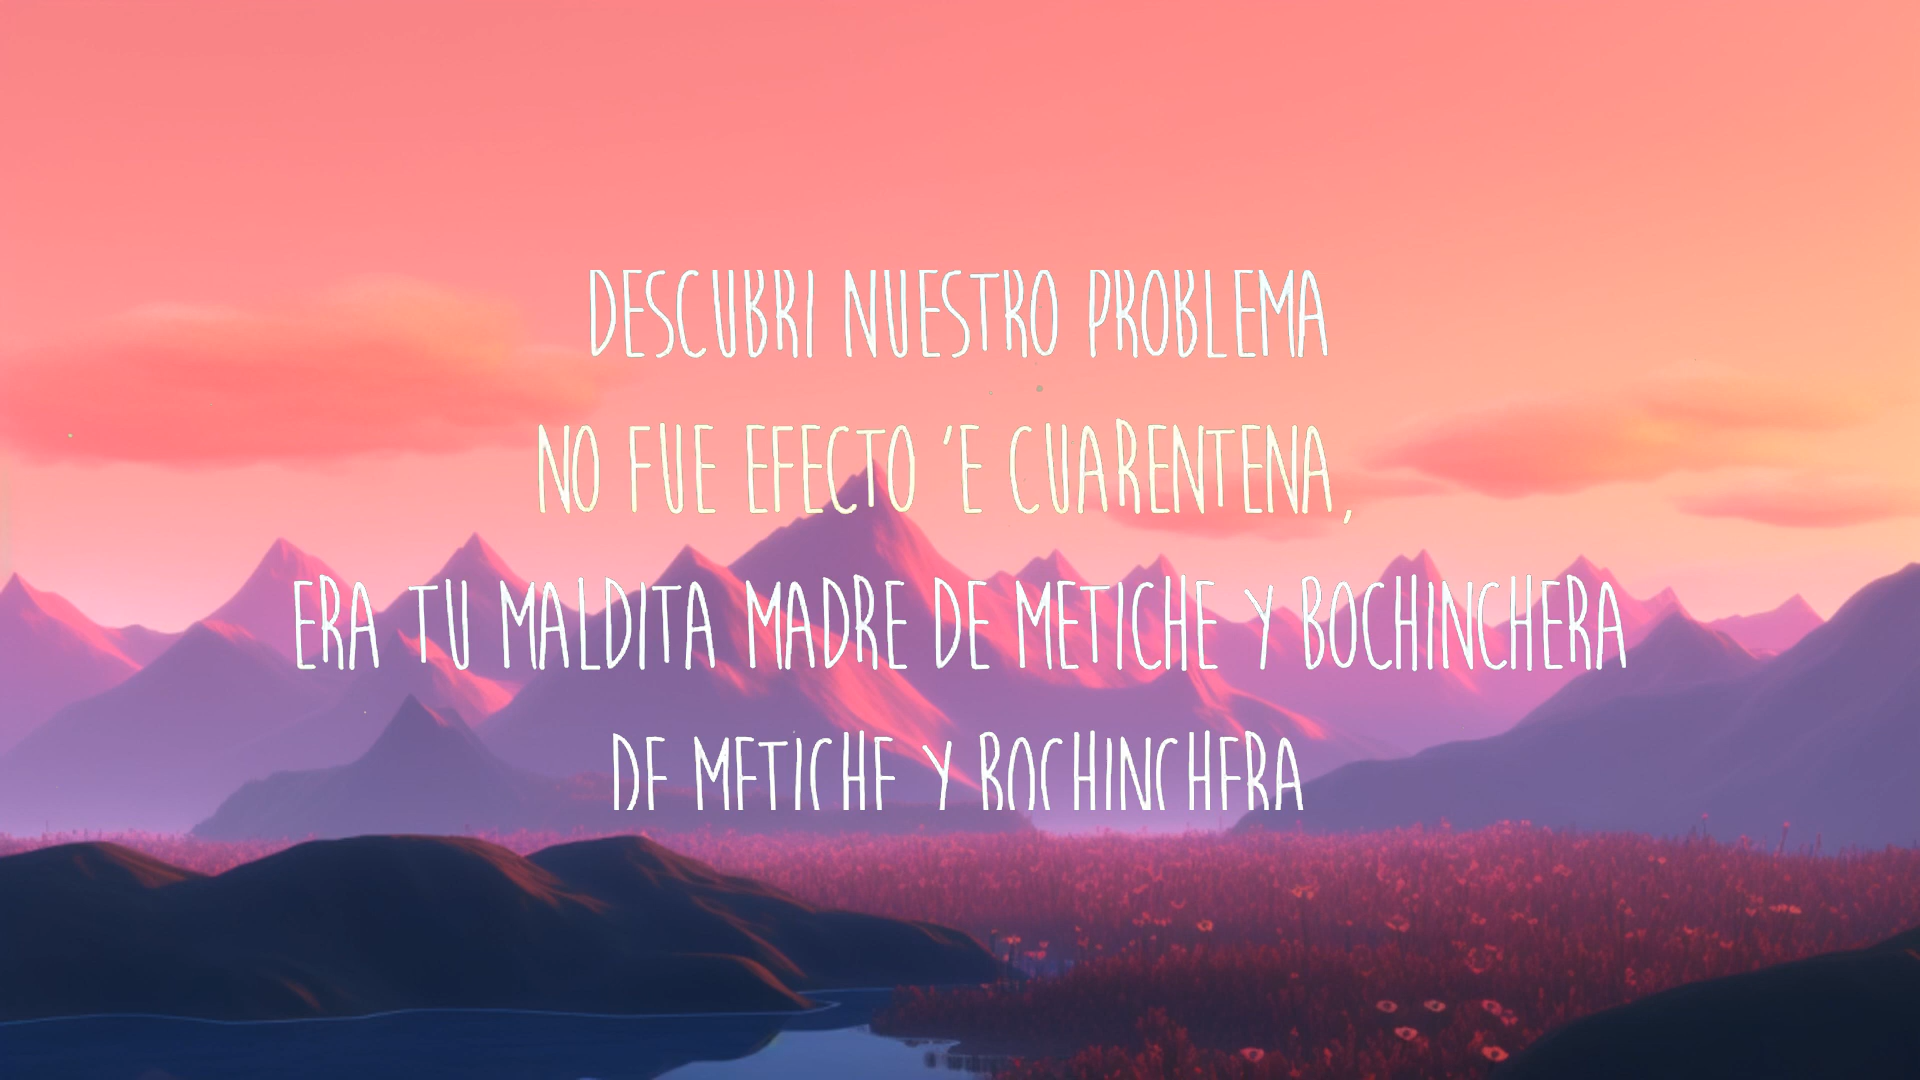 DESCUBRI NUESTRO PROBLEMA
NO FUE EFECTO 'E CUARENTENA,
ERA TU MALDITA MADRE DE METICHE Y BOCHINCHERA
DE METICHE Y BOCHINCHERA